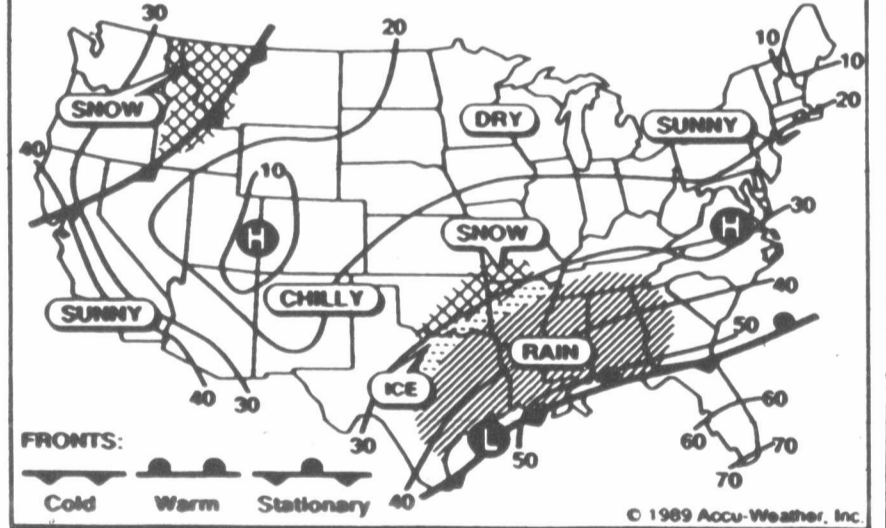 30
20
10
10
20
SNOW
DRY
SUNNY
40
10
H
H
30
SNOW
SUNNY
CHILLY
40
50
RAIN
ICE
40
30
60
60
30
L
50
70
70
40
FRONTS:
Cold
Warm
Stationary
© 1989 Accu-Weather, Inc.